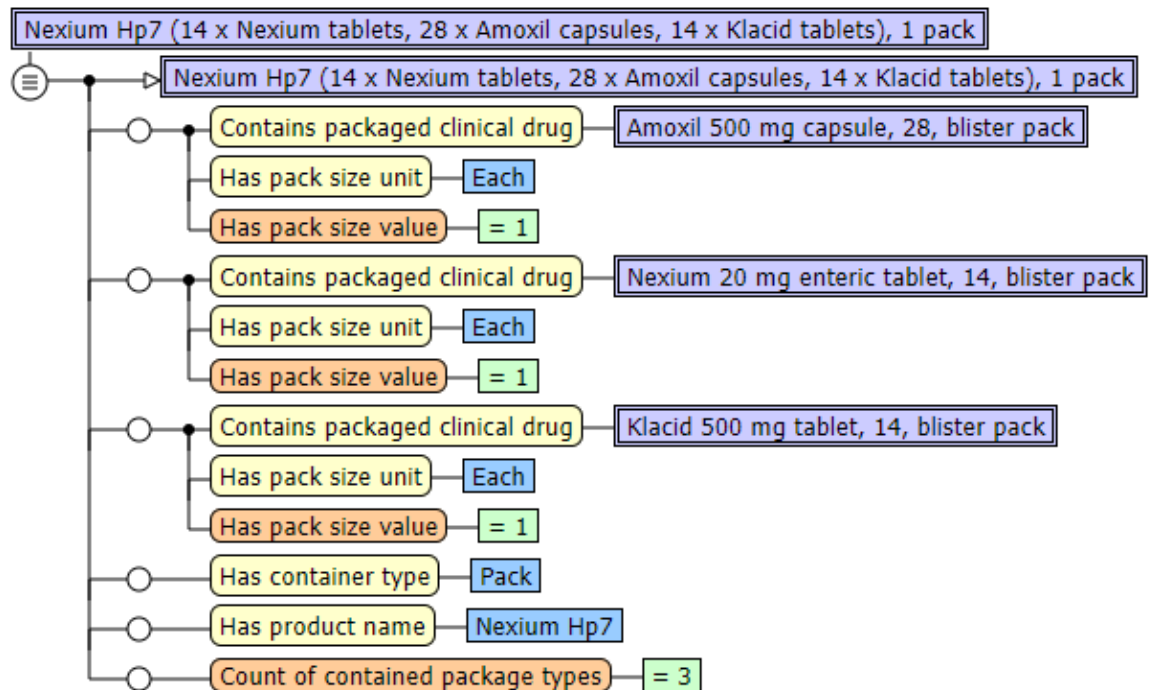 Nexium Hp7 (14 x Nexium tablets, 28 x Amoxil capsules, 14 x Klacid tablets), 1 pack
Nexium Hp7 (14 x Nexium tablets, 28 x Amoxil capsules, 14 x Klacid tablets), 1 pack
Contains packaged clinical drug Amoxil 500 mg capsule, 28, blister pack
Has pack size unit Each
Has pack size value = 1
Contains packaged clinical drug Nexium 20 mg enteric tablet, 14, blister pack
Has pack size unit Each
Has pack size value = 1
Contains packaged clinical drug Klacid 500 mg tablet, 14, blister pack
Has pack size unit Each
Has pack size value = 1
Has container type Pack
Has product name Nexium Hp7
Count of contained package types = 3